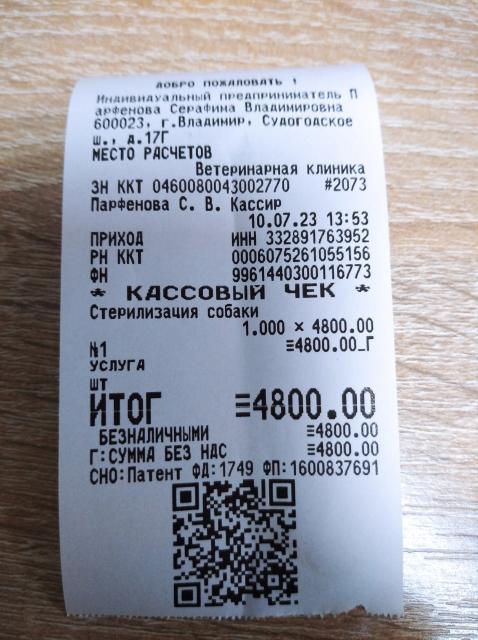 ДОБРО ПОЖАЛОВАТЬ !
Индивидуальный предприниматель П
арфенова Серафина Владимировна
600023, г.Владимир, Судогодское
ш., д.17Г
МЕСТО РАСЧЕТОВ
Ветеринарная клиника
ЗН ККТ 0460080043002770 #2073
Парфенова С. В. Кассир
10.07.23 13:53
ПРИХОД ИНН 332891763952
РН ККТ 0006075261055156
ФН 9961440300116773
* КАССОВЫЙ ЧЕК *
Стерилизация собаки
1.000 × 4800.00
№1 ≡4800.00_Г
УСЛУГА
шт
ИТОГ ≡4800.00
БЕЗНАЛИЧНЫМИ ≡4800.00
Г:СУММА БЕЗ НДС ≡4800.00
СНО:Патент ФД:1749 ФП:1600837691